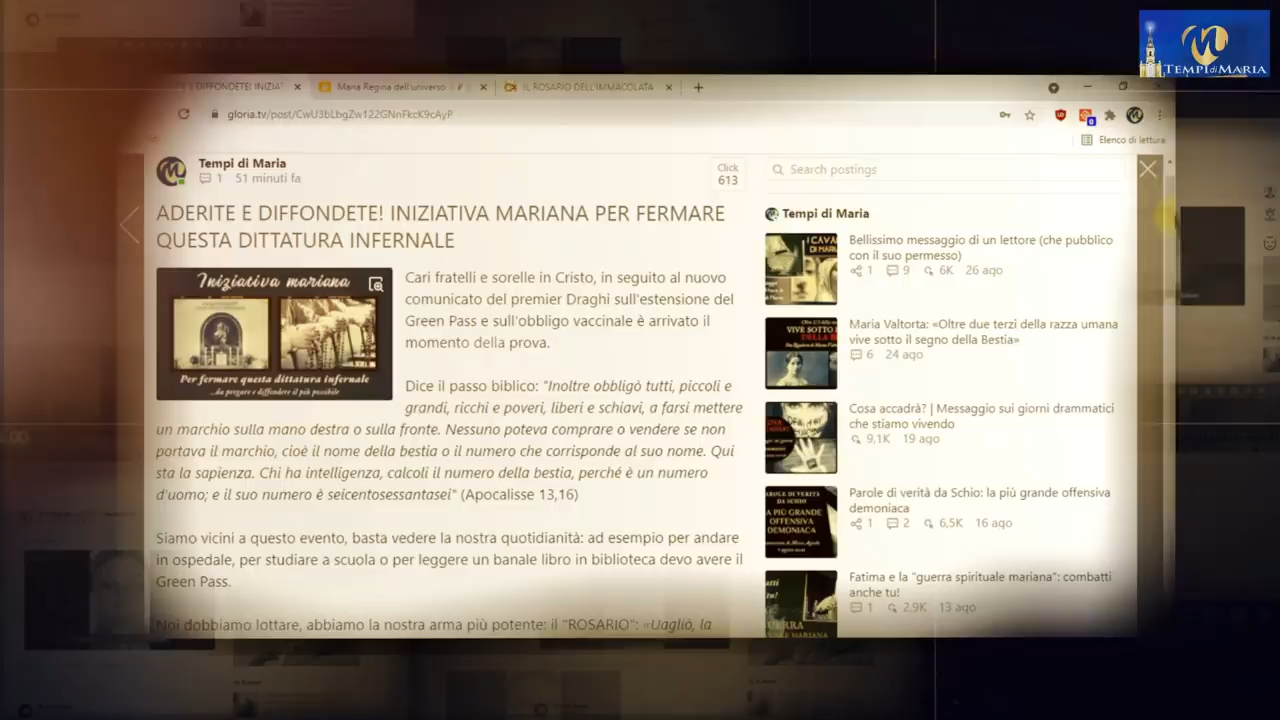 TEMPI di MARIA
DIFFONDETE! INIZIA
Maria Regina dell'universo
IL ROSARIO DELL'IMMACOLATA
gloria.tv/post/CwU3bLbgZw122GNnFkcK9cAyP
Elenco di lettura
Tempi di Maria
1 51 minuti fa
Click
613
ADERITE E DIFFONDETE! INIZIATIVA MARIANA PER FERMARE
QUESTA DITTATURA INFERNALE
Iniziativa mariana
Per fermare questa dittatura infernale
...da pregare e diffondere il più possibile
Cari fratelli e sorelle in Cristo, in seguito al nuovo
comunicato del premier Draghi sull'estensione del
Green Pass e sull'obbligo vaccinale è arrivato il
momento della prova.
Dice il passo biblico: "Inoltre obbligò tutti, piccoli e
grandi, ricchi e poveri, liberi e schiavi, a farsi mettere
un marchio sulla mano destra o sulla fronte. Nessuno poteva comprare o vendere se non
portava il marchio, cioè il nome della bestia o il numero che corrisponde al suo nome. Qui
sta la sapienza. Chi ha intelligenza, calcoli il numero della bestia, perché è un numero
d'uomo; e il suo numero è seicentosessantasei" (Apocalisse 13,16)
Siamo vicini a questo evento, basta vedere la nostra quotidianità: ad esempio per andare
in ospedale, per studiare a scuola o per leggere un banale libro in biblioteca devo avere il
Green Pass.
Noi dobbiamo lottare, abbiamo la nostra arma più potente: il "ROSARIO": «Uagliò, la
Search postings
Tempi di Maria
Bellissimo messaggio di un lettore (che pubblico
con il suo permesso)
1 9 6K 26 ago
Maria Valtorta: «Oltre due terzi della razza umana
vive sotto il segno della Bestia»
6 24 ago
Cosa accadrà? | Messaggio sui giorni drammatici
che stiamo vivendo
9,1K 19 ago
Parole di verità da Schio: la più grande offensiva
demoniaca
1 2 6,5K 16 ago
Fatima e la "guerra spirituale mariana": combatti
anche tu!
1 2,9K 13 ago